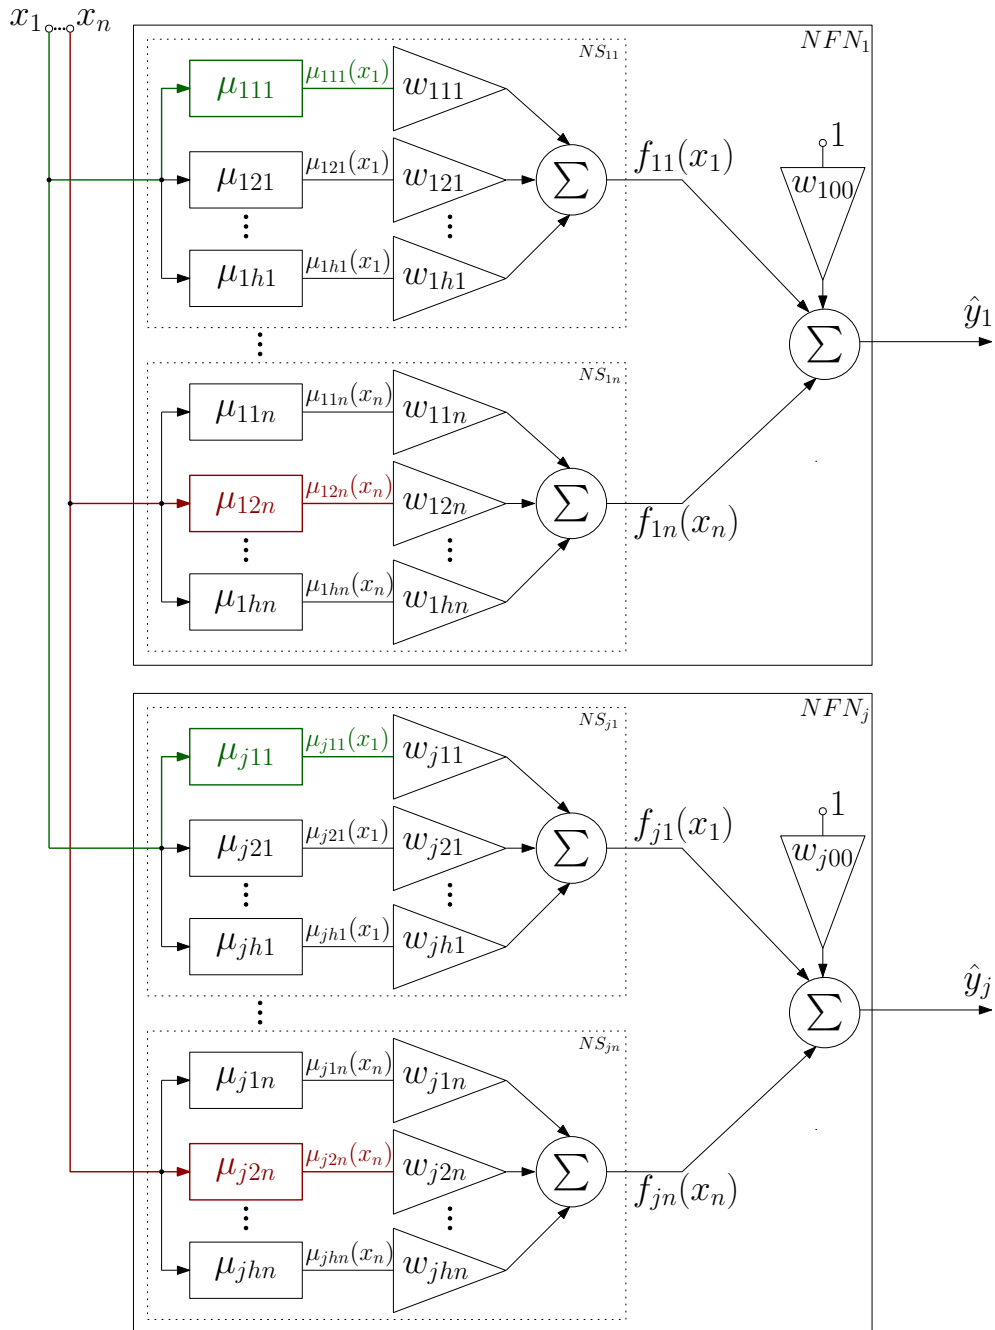 x₁ ... xₙ
NFN₁
NS₁₁
μ₁₁₁ μ₁₁₁(x₁) w₁₁₁
μ₁₂₁ μ₁₂₁(x₁) w₁₂₁ Σ f₁₁(x₁)
μ₁ₕ₁ μ₁ₕ₁(x₁) w₁ₕ₁
1
w₁₀₀
Σ ŷ₁
NS₁ₙ
μ₁₁ₙ μ₁₁ₙ(xₙ) w₁₁ₙ
μ₁₂ₙ μ₁₂ₙ(xₙ) w₁₂ₙ Σ f₁ₙ(xₙ)
μ₁ₕₙ μ₁ₕₙ(xₙ) w₁ₕₙ
NFNⱼ
NSⱼ₁
μⱼ₁₁ μⱼ₁₁(x₁) wⱼ₁₁
μⱼ₂₁ μⱼ₂₁(x₁) wⱼ₂₁ Σ fⱼ₁(x₁)
μⱼₕ₁ μⱼₕ₁(x₁) wⱼₕ₁
1
wⱼ₀₀
Σ ŷⱼ
NSⱼₙ
μⱼ₁ₙ μⱼ₁ₙ(xₙ) wⱼ₁ₙ
μⱼ₂ₙ μⱼ₂ₙ(xₙ) wⱼ₂ₙ Σ fⱼₙ(xₙ)
μⱼₕₙ μⱼₕₙ(xₙ) wⱼₕₙ